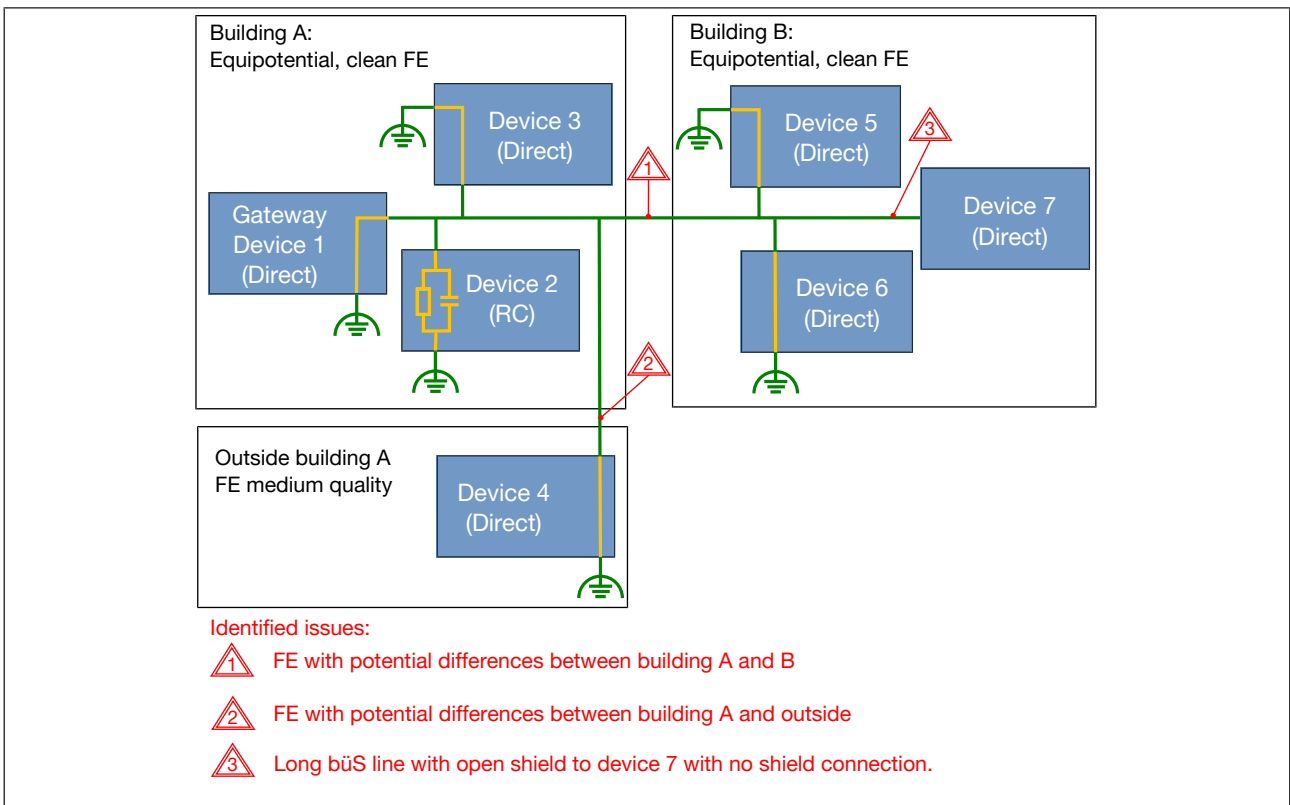 Building A:
Equipotential, clean FE
Building B:
Equipotential, clean FE
Device 3
(Direct)
Device 5
(Direct)
3
1
Gateway
Device 1
(Direct)
Device 7
(Direct)
Device 2
(RC)
Device 6
(Direct)
2
Outside building A
FE medium quality
Device 4
(Direct)
Identified issues:
1 FE with potential differences between building A and B
2 FE with potential differences between building A and outside
3 Long büS line with open shield to device 7 with no shield connection.